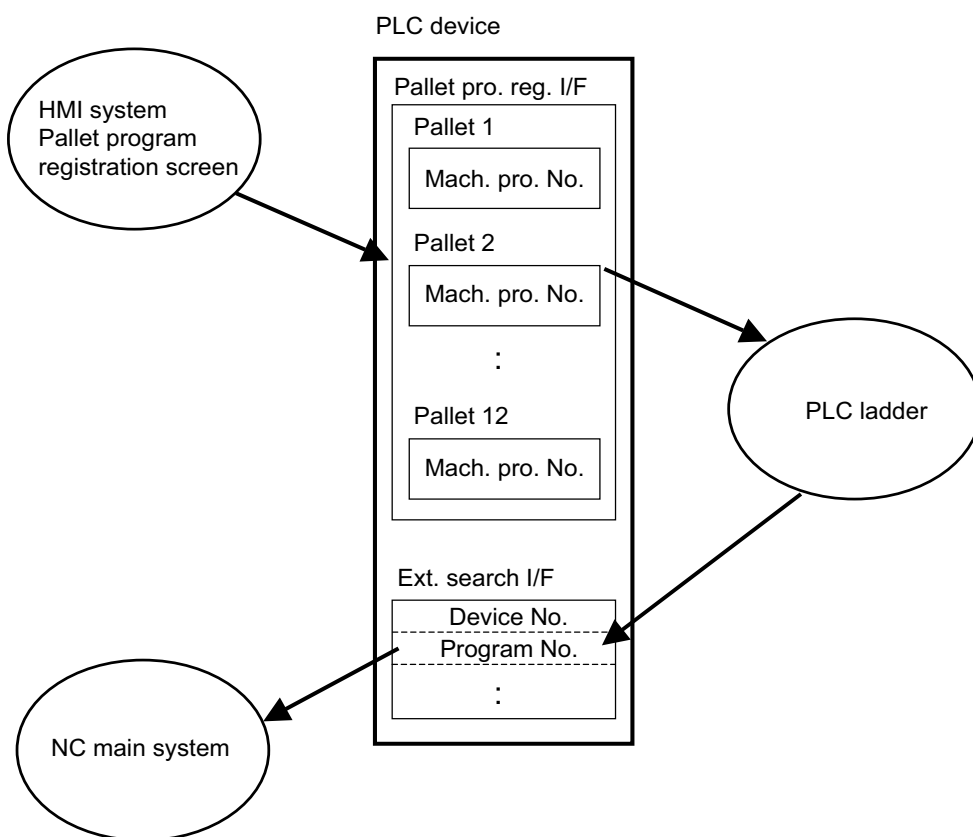 PLC device
HMI system
Pallet program
registration screen
Pallet pro. reg. I/F
Pallet 1
Mach. pro. No.
Pallet 2
Mach. pro. No.
:
Pallet 12
Mach. pro. No.
PLC ladder
Ext. search I/F
Device No.
Program No.
:
NC main system